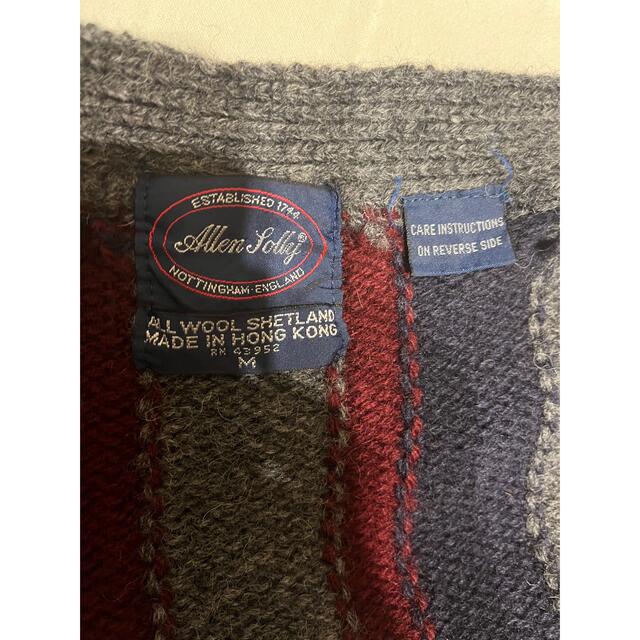 ESTABLISHED 1744
Allen Solly®
NOTTINGHAM-ENGLAND
ALL WOOL SHETLAND
MADE IN HONG KONG
RN 43952
M
CARE INSTRUCTIONS
ON REVERSE SIDE